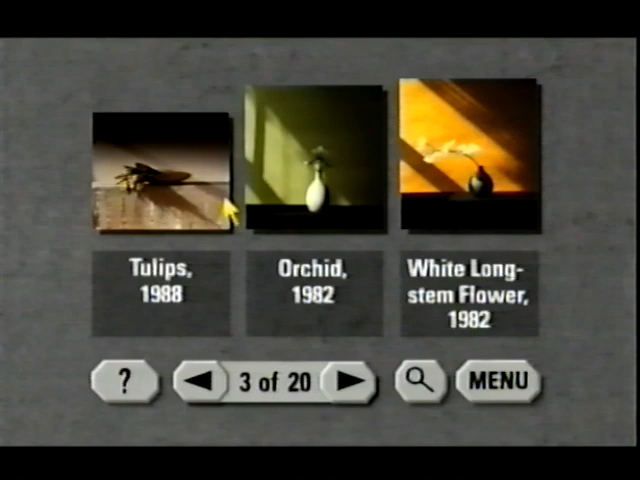 Tulips,
1988
Orchid,
1982
White Long-
stem Flower,
1982
?
3 of 20
MENU